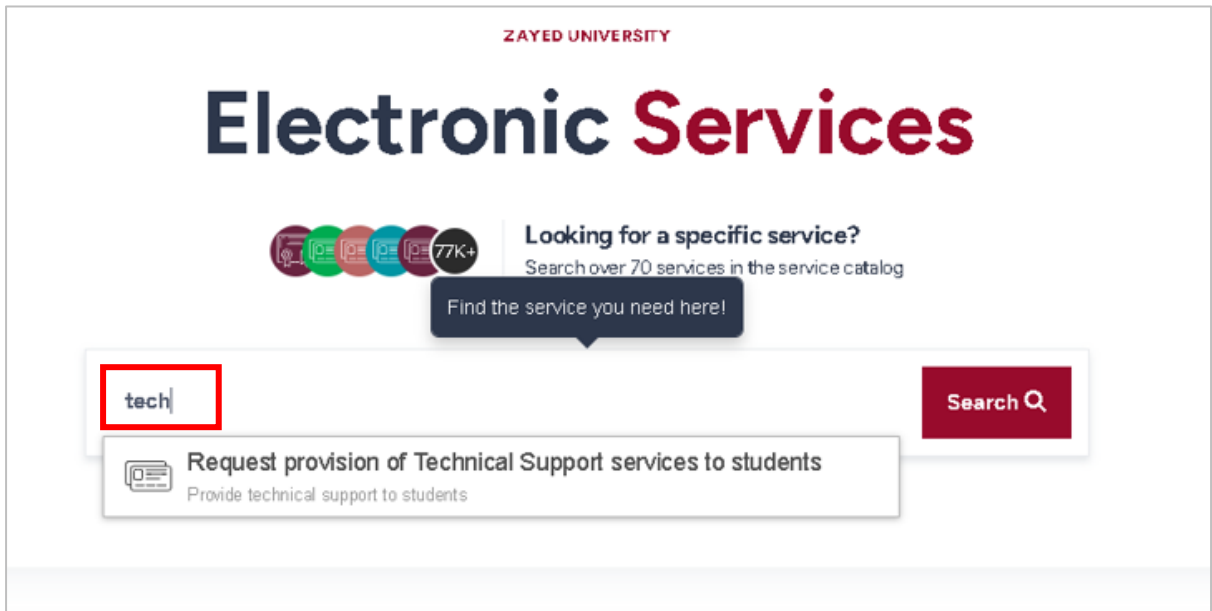 ZAYED UNIVERSITY
Electronic Services
77K+
Looking for a specific service?
Search over 70 services in the service catalog
Find the service you need here!
tech
Search
Request provision of Technical Support services to students
Provide technical support to students